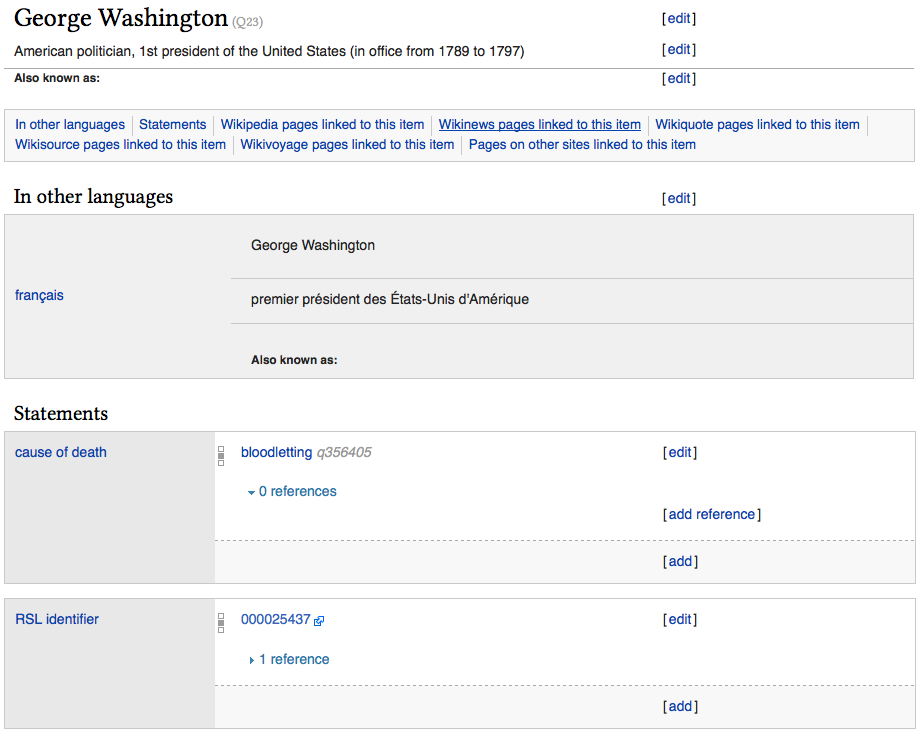 George Washington (Q23) [edit]
American politician, 1st president of the United States (in office from 1789 to 1797) [edit]
Also known as: [edit]
In other languages Statements Wikipedia pages linked to this item Wikinews pages linked to this item Wikiquote pages linked to this item
Wikisource pages linked to this item Wikivoyage pages linked to this item Pages on other sites linked to this item
In other languages [edit]
George Washington
français
premier président des États-Unis d'Amérique
Also known as:
Statements
cause of death bloodletting q356405 [edit]
0 references
[add reference]
[add]
RSL identifier 000025437 [edit]
1 reference
[add]